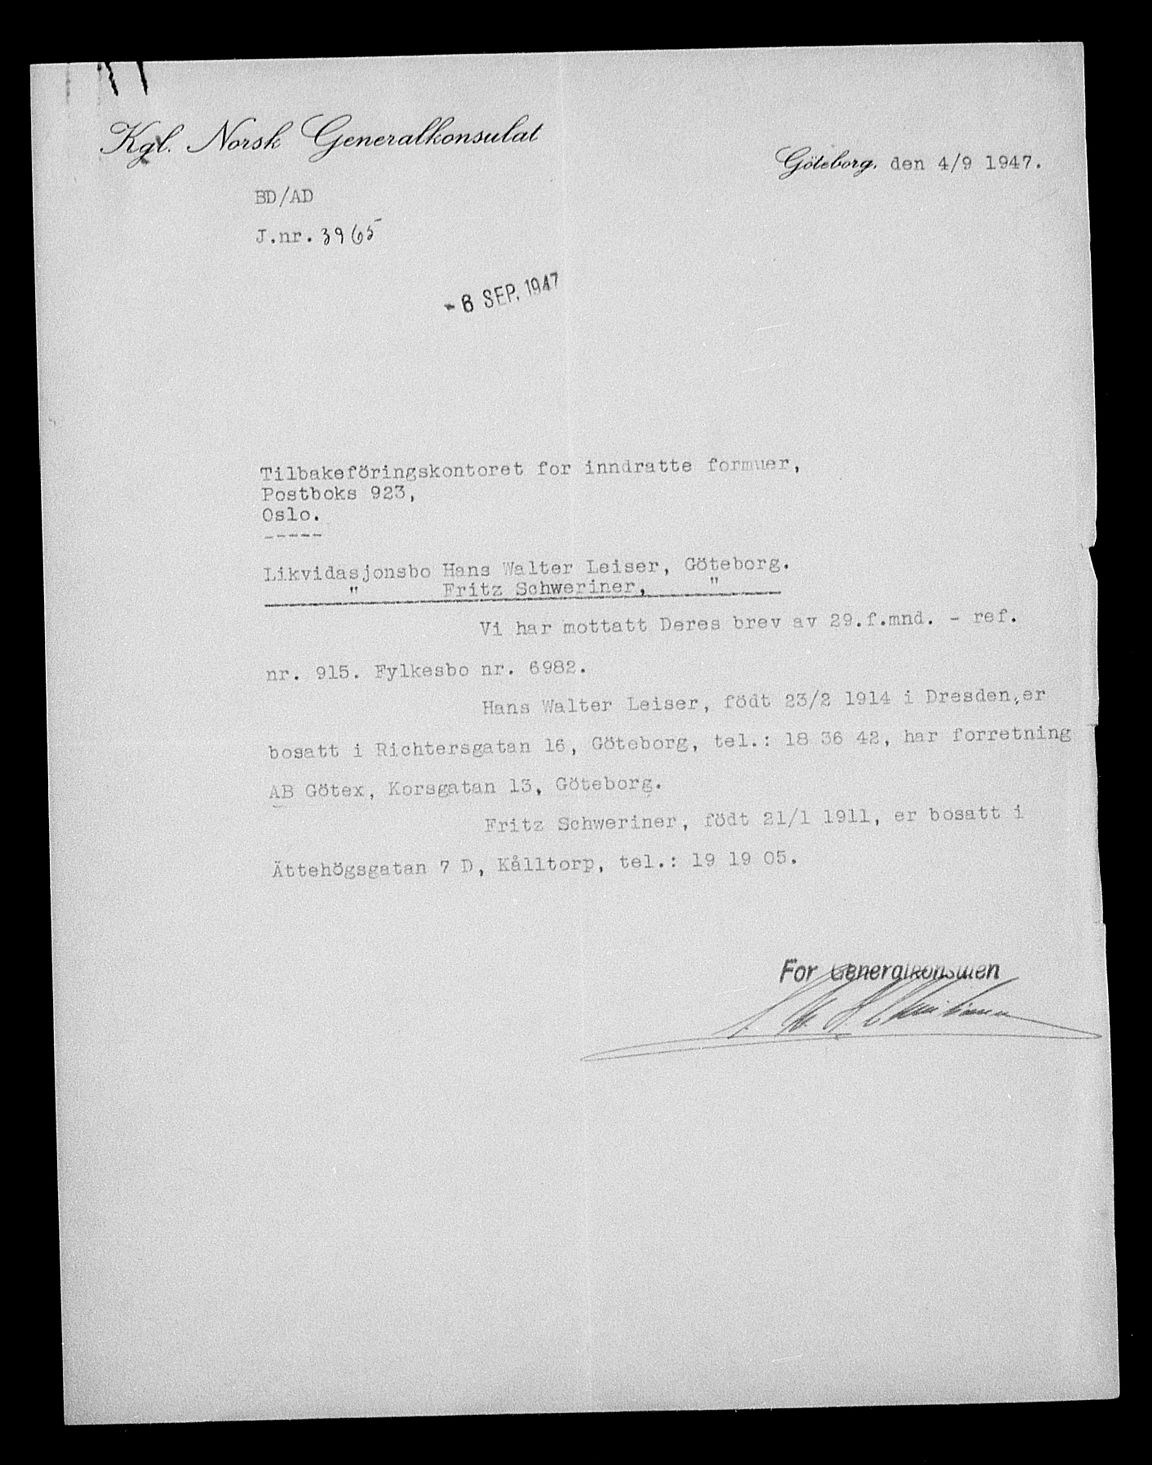 Kgl. Norsk Generalkonsulat
Göteborg, den 4/9 1947.
BD/AD
J.nr. 3965
- 6 SEP. 1947
Tilbakeföringskontoret for inndratte formuer,
Postboks 923,
Oslo.
-----
Likvidasjonsbo Hans Walter Leiser, Göteborg.
" Fritz Schweriner, "
Vi har mottatt Deres brev av 29.f.mnd. - ref.
nr. 915. Fylkesbo nr. 6982.
Hans Walter Leiser, födt 23/2 1914 i Dresden, er
bosatt i Richtersgatan 16, Göteborg, tel.: 18 36 42, har forretning
AB Götex, Korsgatan 13, Göteborg.
Fritz Schweriner, födt 21/1 1911, er bosatt i
Ättehögsgatan 7 D, Kålltorp, tel.: 19 19 05.
For Generalkonsulen